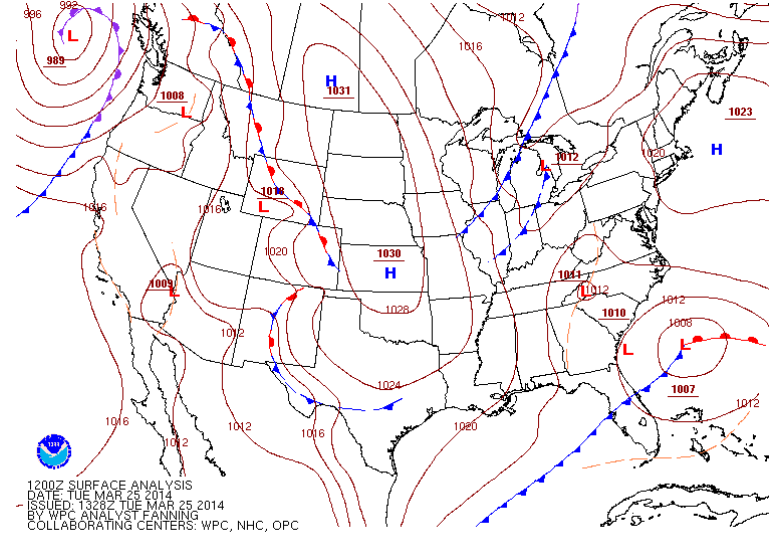 992
996
L
989
1012
1016
1008
L
H
1031
1023
H
1012
L
1020
1016
L
1016
1016
1020
1030
H
1028
1009
L
1012
1011
1012
L
1010
1012
1008
L
L
1007
1012
1024
1020
1016
1012
1012
1016
1200Z SURFACE ANALYSIS
DATE: TUE MAR 25 2014
ISSUED: 1328Z TUE MAR 25 2014
BY WPC ANALYST FANNING
COLLABORATING CENTERS: WPC, NHC, OPC